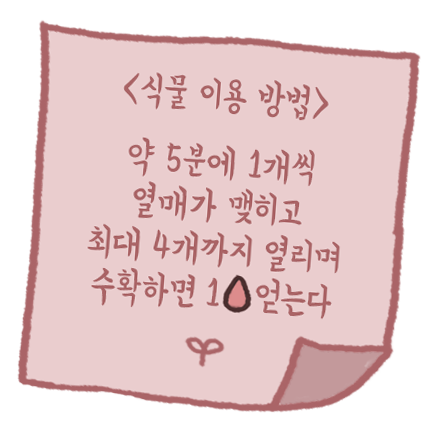 <식물 이용 방법>
약 5분에 1개씩
열매가 맺히고
최대 4개까지 열리며
수확하면 1 얻는다